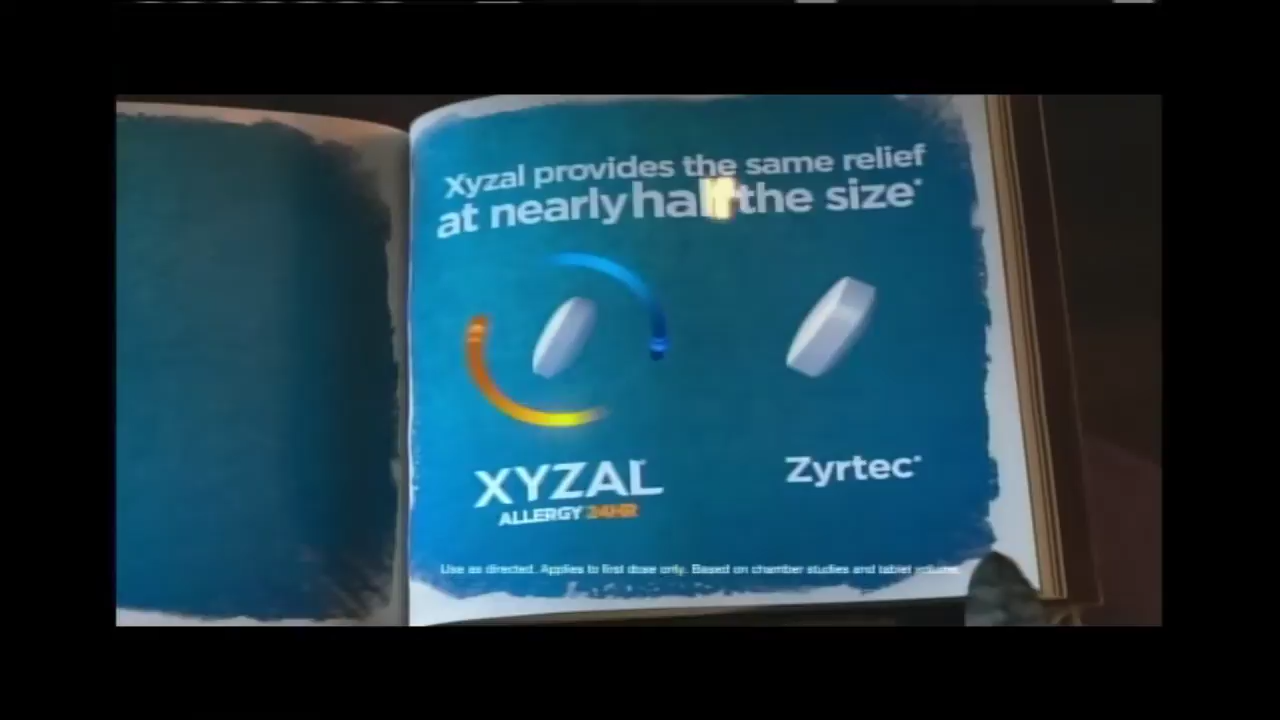 Xyzal provides the same relief
at nearly half the size*
XYZAL
ALLERGY 24HR
Zyrtec®
Use as directed. Applies to first dose only. Based on chamber studies and tablet volume.